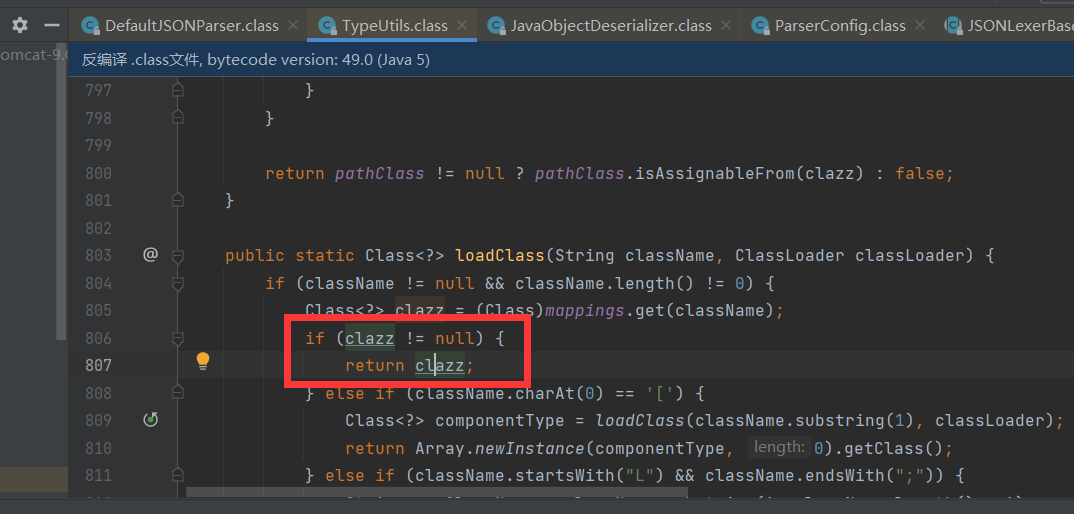 DefaultJSONParser.class TypeUtils.class JavaObjectDeserializer.class ParserConfig.class JSONLexerBase
omcat-9.0
反编译 .class文件, bytecode version: 49.0 (Java 5)
797 }
798 }
799
800 return pathClass != null ? pathClass.isAssignableFrom(clazz) : false;
801 }
802
803 @ public static Class<?> loadClass(String className, ClassLoader classLoader) {
804 if (className != null && className.length() != 0) {
805 Class<?> clazz = (Class)mappings.get(className);
806 if (clazz != null) {
807 return clazz;
808 } else if (className.charAt(0) == '[') {
809 Class<?> componentType = loadClass(className.substring(1), classLoader);
810 return Array.newInstance(componentType, length: 0).getClass();
811 } else if (className.startsWith("L") && className.endsWith(";")) {